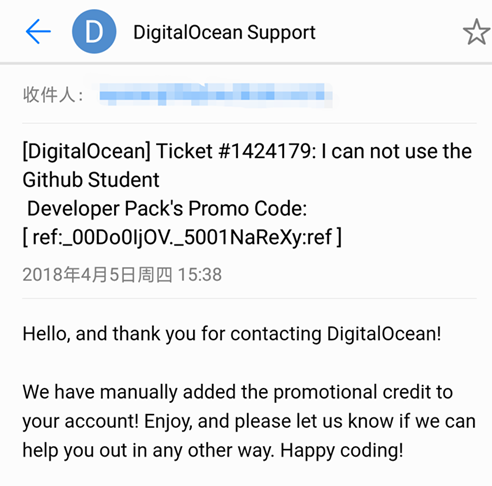 D DigitalOcean Support
收件人：
[DigitalOcean] Ticket #1424179: I can not use the
Github Student
Developer Pack's Promo Code:
[ ref:_00Do0IjOV._5001NaReXy:ref ]
2018年4月5日周四 15:38
Hello, and thank you for contacting DigitalOcean!
We have manually added the promotional credit to
your account! Enjoy, and please let us know if we can
help you out in any other way. Happy coding!